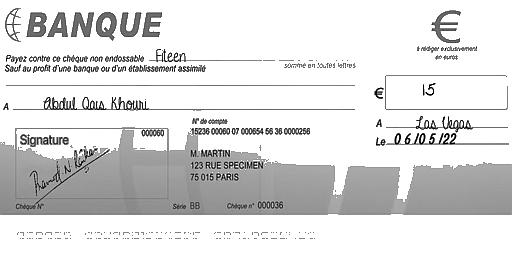 BANQUE
€
à rédiger exclusivement
en euros
Payez contre ce chèque non endossable Fiteen
Sauf au profit d'une banque ou d'un établissement assimilé
somme en toutes lettres
€ 15
A Abdul Qais Khouri
A Las Vegas
Le 06/05/22
Signature
000060
N° de compte
15236 00060 07 000654 56 36 0000256
M. MARTIN
123 RUE SPECIMEN
75 015 PARIS
Chèque N°
Série BB
Chèque n° 000036